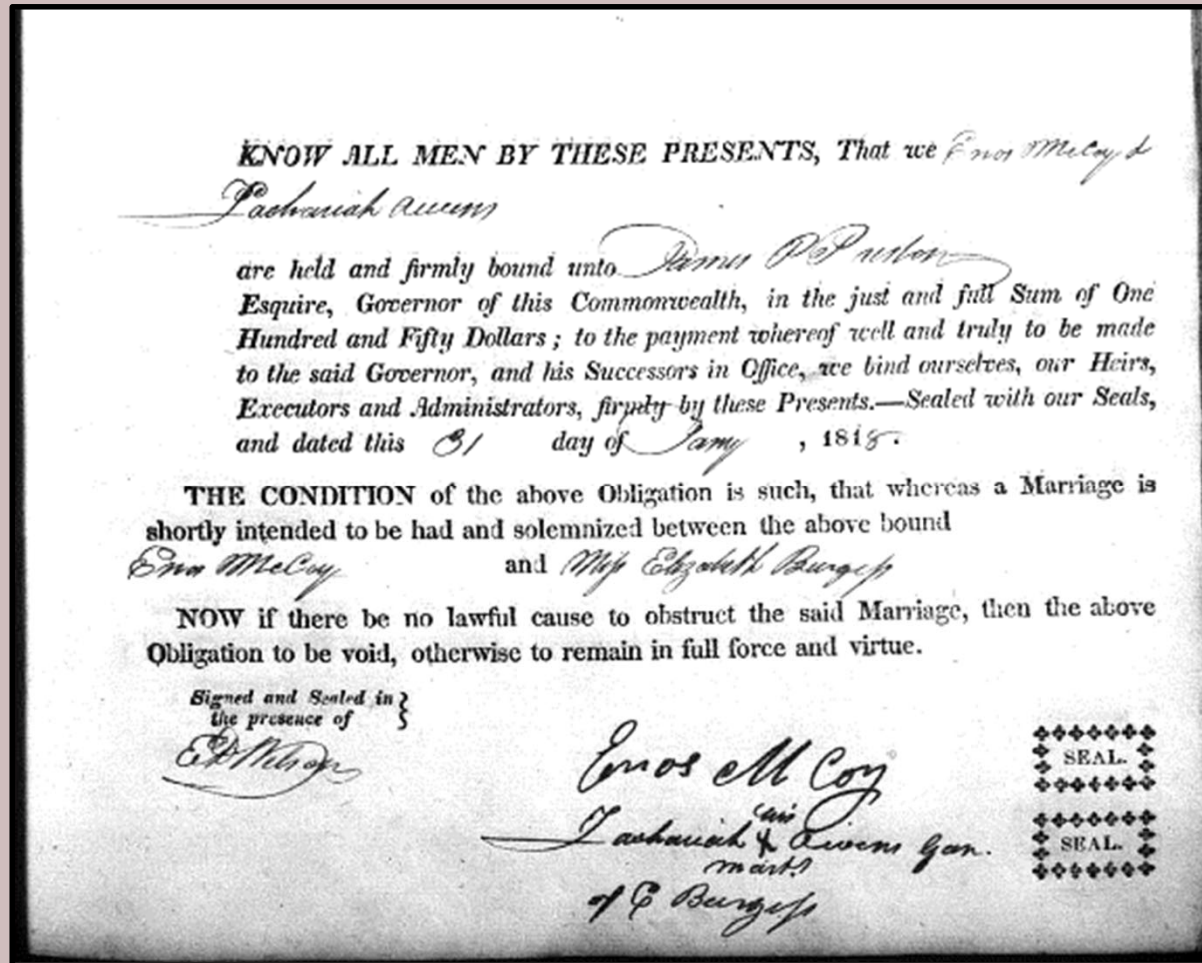 KNOW ALL MEN BY THESE PRESENTS, That we Enos McCoy &
Zachariah Owens
are held and firmly bound unto James P Preston
Esquire, Governor of this Commonwealth, in the just and full Sum of One
Hundred and Fifty Dollars ; to the payment whereof well and truly to be made
to the said Governor, and his Successors in Office, we bind ourselves, our Heirs,
Executors and Administrators, firmly by these Presents.—Sealed with our Seals,
and dated this 31 day of Jany , 1818.
THE CONDITION of the above Obligation is such, that whereas a Marriage is
shortly intended to be had and solemnized between the above bound
Enos McCoy and Miss Elizabeth Burgess
NOW if there be no lawful cause to obstruct the said Marriage, then the above
Obligation to be void, otherwise to remain in full force and virtue.
Signed and Sealed in }
the presence of
Wilson
Enos McCoy
SEAL.
his
Zachariah X Gan.
mark
SEAL.
of E Burgess